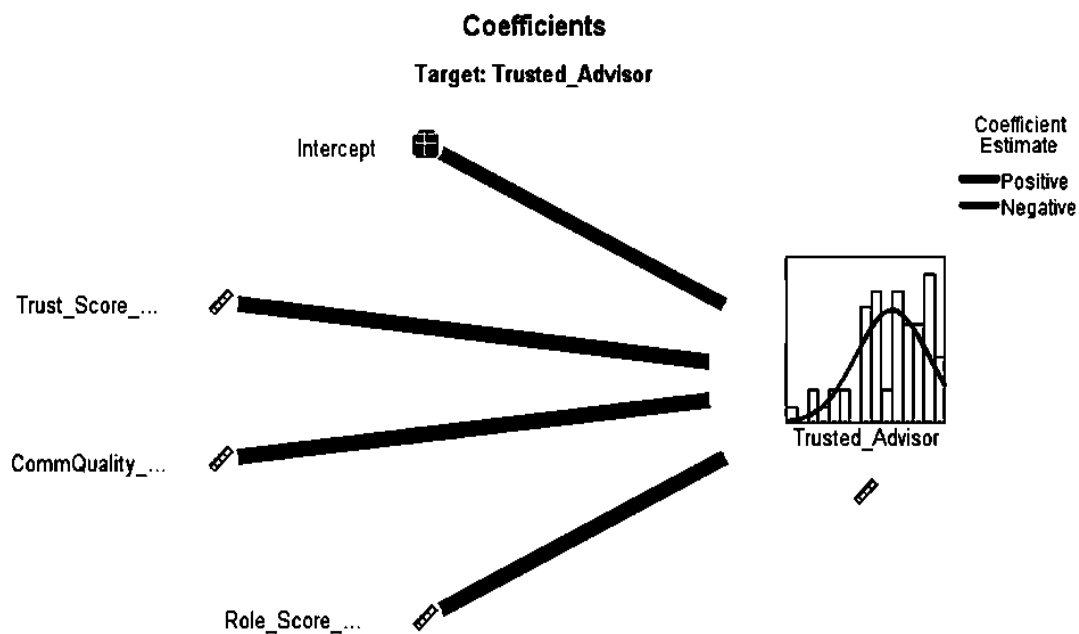 Coefficients
Target: Trusted_Advisor
Intercept
Coefficient
Estimate
Positive
Negative
Trust_Score_...
Trusted_Advisor
CommQuality_...
Role_Score_...